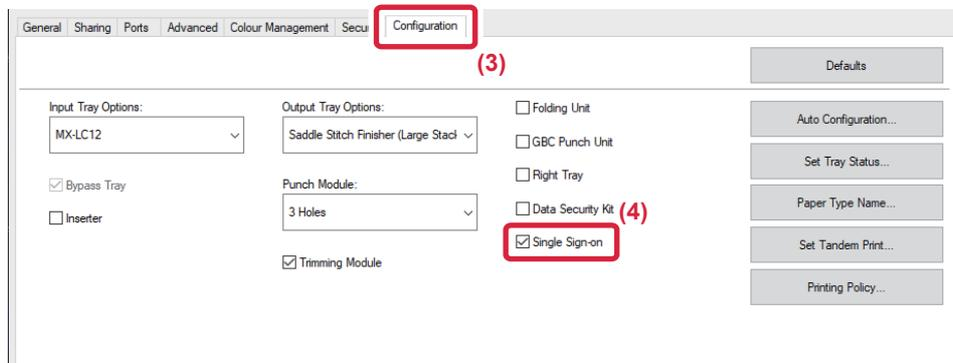 General Sharing Ports Advanced Colour Management Secu Configuration
(3)
Defaults
Input Tray Options:
MX-LC12
Bypass Tray
Inserter
Output Tray Options:
Saddle Stitch Finisher (Large Stack
Punch Module:
3 Holes
Trimming Module
Folding Unit
GBC Punch Unit
Right Tray
Data Security Kit
(4)
Single Sign-on
Auto Configuration...
Set Tray Status...
Paper Type Name...
Set Tandem Print...
Printing Policy...